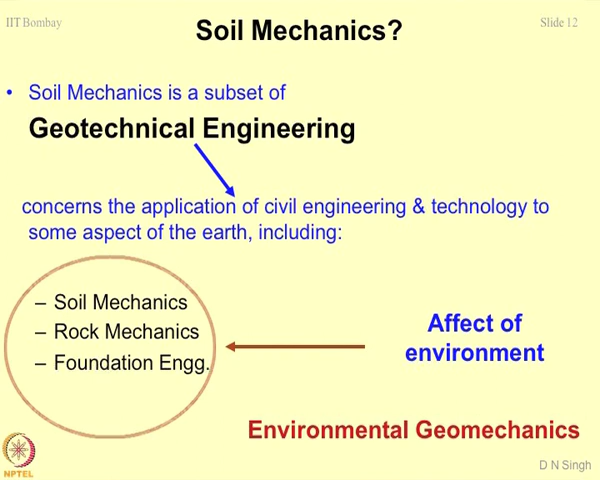 IIT Bombay
Slide 12
Soil Mechanics?
• Soil Mechanics is a subset of
Geotechnical Engineering
concerns the application of civil engineering & technology to
some aspect of the earth, including:
– Soil Mechanics
– Rock Mechanics
– Foundation Engg.
Affect of
environment
Environmental Geomechanics
NPTEL
D N Singh